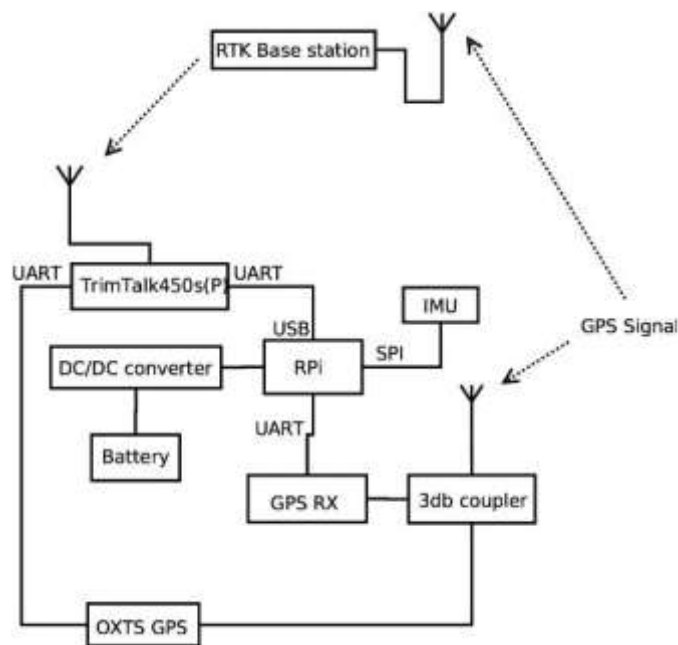 RTK Base station
UART
UART
TrimTalk450s(P)
IMU
GPS Signal
USB
DC/DC converter
RPi
SPI
UART
Battery
GPS RX
3db coupler
OXTS GPS